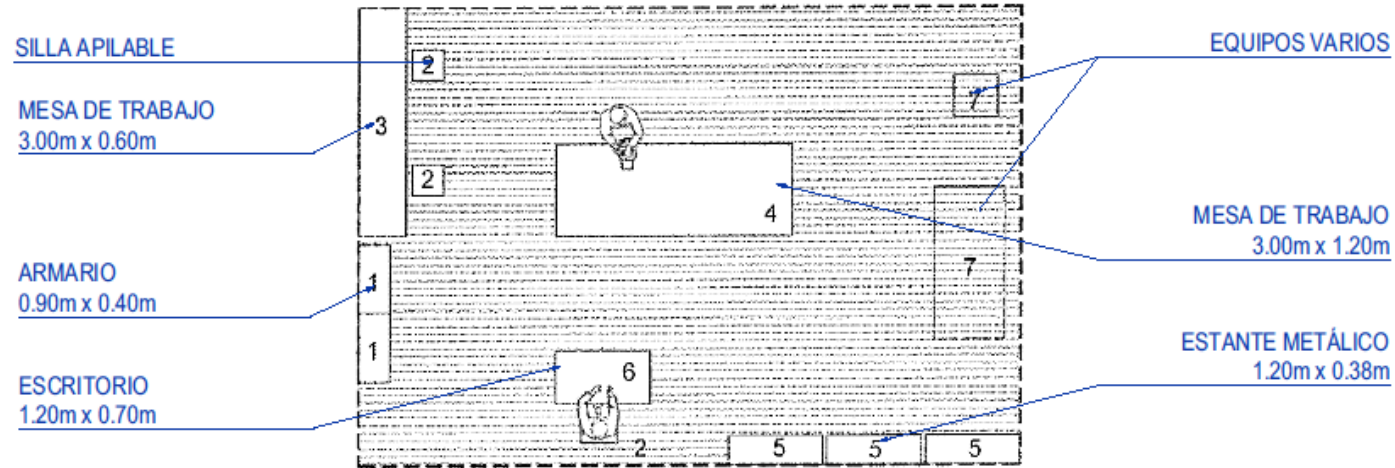 SILLA APILABLE
MESA DE TRABAJO
3.00m x 0.60m
ARMARIO
0.90m x 0.40m
ESCRITORIO
1.20m x 0.70m
3
2
2
1
1
4
6
2
5
5
5
7
7
EQUIPOS VARIOS
MESA DE TRABAJO
3.00m x 1.20m
ESTANTE METÁLICO
1.20m x 0.38m